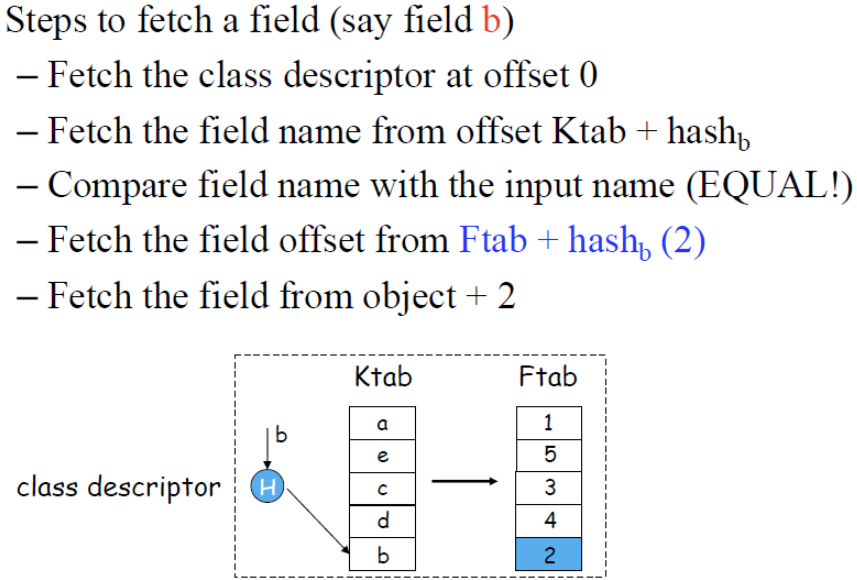 Steps to fetch a field (say field b)
– Fetch the class descriptor at offset 0
– Fetch the field name from offset Ktab + hash_b
– Compare field name with the input name (EQUAL!)
– Fetch the field offset from Ftab + hash_b (2)
– Fetch the field from object + 2
Ktab Ftab
a 1
b
e 5
class descriptor H c 3
d 4
b 2